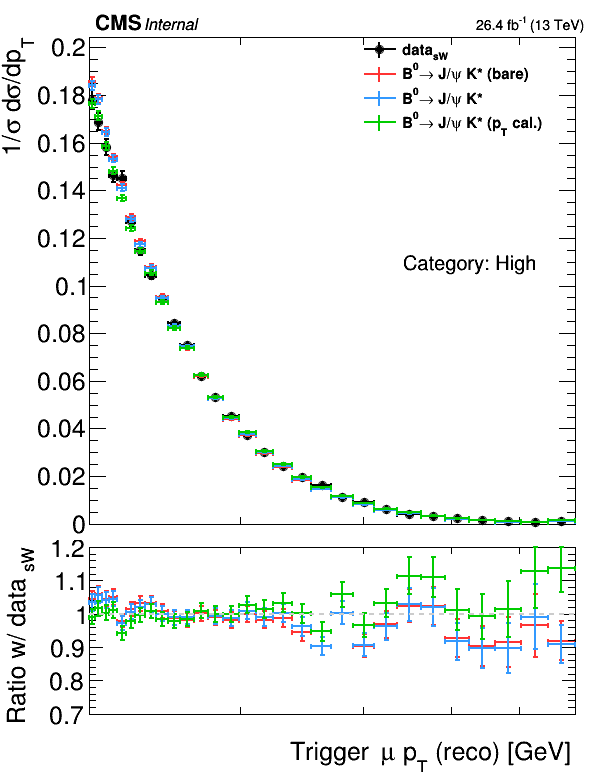 CMS Internal 26.4 fb⁻¹ (13 TeV)
1/σ dσ/dp_T
0.2
0.18
0.16
0.14
0.12
0.1
0.08
0.06
0.04
0.02
0
data_sW
B⁰→ J/ψ K* (bare)
B⁰→ J/ψ K*
B⁰→ J/ψ K* (p_T cal.)
Category: High
Ratio w/ data _sW
1.2
1.1
1.0
0.9
0.8
0.7
Trigger μ p_T (reco) [GeV]